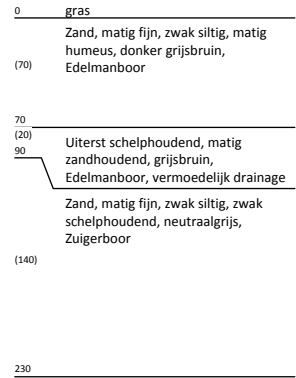 0 gras
Zand, matig fijn, zwak siltig, matig
humeus, donker grijsbruin,
(70) Edelmanboor
70
(20) Uiterst schelphoudend, matig
90 zandhoudend, grijsbruin,
Edelmanboor, vermoedelijk drainage
Zand, matig fijn, zwak siltig, zwak
schelphoudend, neutraalgrijs,
Zuigerboor
(140)
230